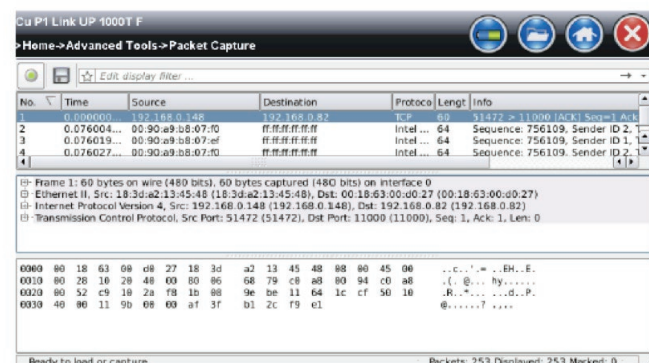 Cu P1 Link UP 1000T F
>Home->Advanced Tools->Packet Capture
Edit display filter ...
No. Time Source Destination Protoco Lengt Info
1 0.000000... 192.168.0.148 192.168.0.82 TCP 60 51472 > 11000 [ACK] Seq=1 Ack
2 0.076004... 00:90:a9:b8:07:f0 ff:ff:ff:ff:ff:ff Intel ... 64 Sequence: 756109, Sender ID 2, T
3 0.076019... 00:90:a9:b8:07:ef ff:ff:ff:ff:ff:ff Intel ... 64 Sequence: 756109, Sender ID 1, T
4 0.076027... 00:90:a9:b8:07:f0 ff:ff:ff:ff:ff:ff Intel ... 64 Sequence: 756109, Sender ID 2,
Frame 1: 60 bytes on wire (480 bits), 60 bytes captured (480 bits) on interface 0
Ethernet II, Src: 18:3d:a2:13:45:48 (18:3d:a2:13:45:48), Dst: 00:18:63:00:d0:27 (00:18:63:00:d0:27)
Internet Protocol Version 4, Src: 192.168.0.148 (192.168.0.148), Dst: 192.168.0.82 (192.168.0.82)
Transmission Control Protocol, Src Port: 51472 (51472), Dst Port: 11000 (11000), Seq: 1, Ack: 1, Len: 0
0000 00 18 63 00 d0 27 18 3d a2 13 45 48 08 00 45 00 ..c..'.= ..EH..E.
0010 00 28 10 20 40 00 80 06 68 79 c0 a8 00 94 c0 a8 .(. @... hy......
0020 00 52 c9 10 2a f8 1b 08 9e be 11 64 1c cf 50 10 .R..*... ...d..P.
0030 40 00 11 9b 00 00 af 3f b1 2c f9 e1 @......? .,..
Ready to load or capture Packets: 253 Displayed: 253 Marked: 0